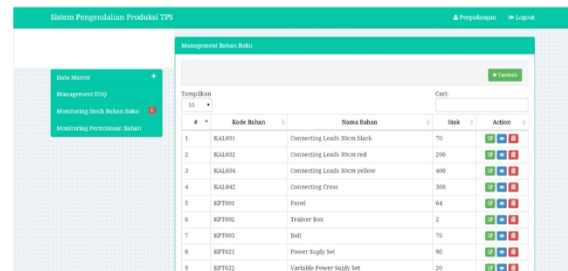 Sistem Pengendalian Produksi TPS
Pergudangan Logout
Management Bahan Baku
Data Master +
Management EOQ
Monitoring Stock Bahan Baku
Monitoring Permintaan Bahan
+ Tambah
Tampilkan Cari:
10
# Kode Bahan Nama Bahan Stok Action
1 KAL031 Connecting Leads 30cm black 70
2 KAL032 Connecting Leads 30cm red 200
3 KAL034 Connecting Leads 30cm yellow 400
4 KAL042 Connecting Cross 360
5 KPT001 Panel 64
6 KPT002 Trainer Box 2
7 KPT003 Bolt 76
8 KPT021 Power Suply Set 90
9 KPT022 Variable Power Suply Set 20